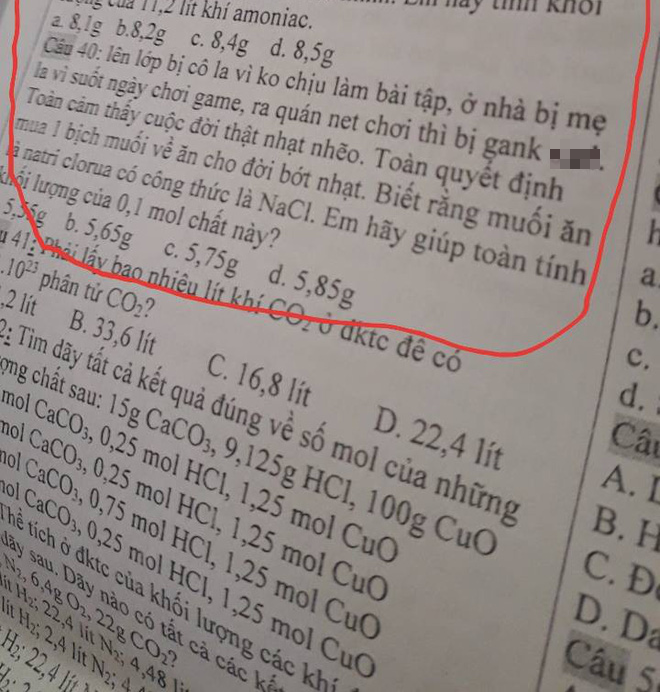 của 11,2 lít khí amoniac.
a. 8,1g b.8,2g c. 8,4g d. 8,5g
Câu 40: lên lớp bị cô la vì ko chịu làm bài tập, ở nhà bị mẹ
la vì suốt ngày chơi game, ra quán net chơi thì bị gank
Toàn cảm thấy cuộc đời thật nhạt nhẽo. Toàn quyết định
mua 1 bịch muối về ăn cho đời bớt nhạt. Biết rằng muối ăn
là natri clorua có công thức là NaCl. Em hãy giúp toàn tính
khối lượng của 0,1 mol chất này?
5,55g b. 5,65g c. 5,75g d. 5,85g
41: Phải lấy bao nhiêu lít khí CO₂ ở đktc để có
.10²³ phân tử CO₂?
,2 lít B. 33,6 lít C. 16,8 lít D. 22,4 lít
2: Tìm dãy tất cả kết quả đúng về số mol của những
ợng chất sau: 15g CaCO₃, 9,125g HCl, 100g CuO
mol CaCO₃, 0,25 mol HCl, 1,25 mol CuO
mol CaCO₃, 0,25 mol HCl, 1,25 mol CuO
mol CaCO₃, 0,75 mol HCl, 1,25 mol CuO
mol CaCO₃, 0,25 mol HCl, 1,25 mol CuO
Thể tích ở đktc của khối lượng các khí
dãy sau. Dãy nào có tất cả các kết
N₂, 6,4g O₂, 22g CO₂?
lít H₂; 22,4 lít N₂; 4,48
lít H₂; 2,4 lít N₂;
H₂; 22,4 lít
hãy tính khối
h
a
b.
c.
d.
Câu
A.
B. H
C.
D. Da
Câu 5